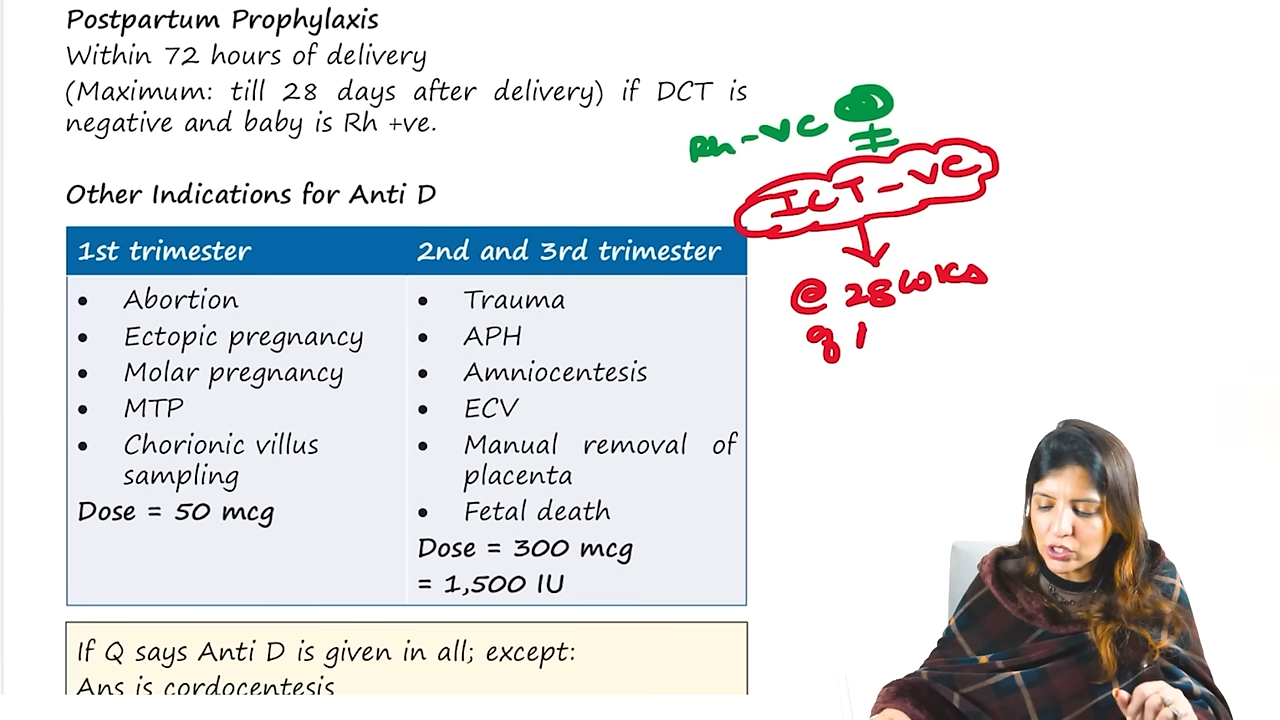 Postpartum Prophylaxis
Within 72 hours of delivery
(Maximum: till 28 days after delivery) if DCT is
negative and baby is Rh +ve.
Other Indications for Anti D
1st trimester
• Abortion
• Ectopic pregnancy
• Molar pregnancy
• MTP
• Chorionic villus
sampling
Dose = 50 mcg
2nd and 3rd trimester
• Trauma
• APH
• Amniocentesis
• ECV
• Manual removal of
placenta
• Fetal death
Dose = 300 mcg
= 1,500 IU
If Q says Anti D is given in all; except:
Ans is cordocentesis
Rh -ve
ICT -ve
@ 28 wks